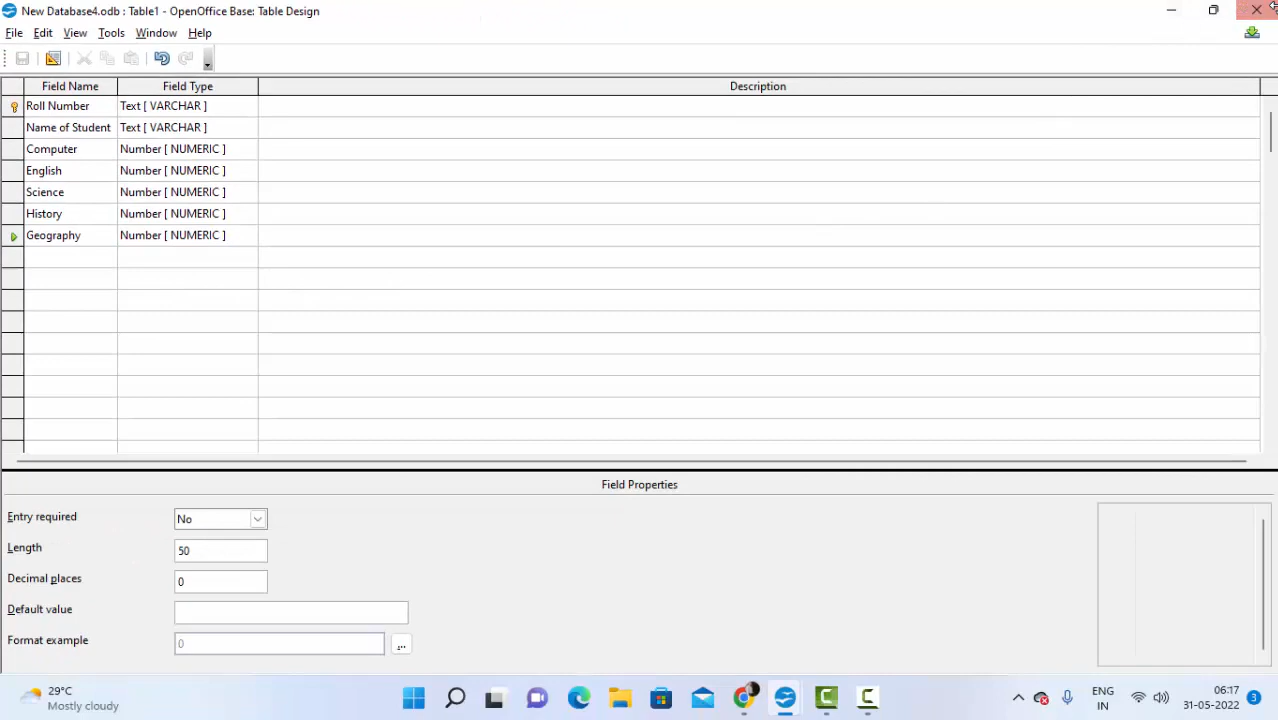 New Database4.odb : Table1 - OpenOffice Base: Table Design
File Edit View Tools Window Help
Field Name Field Type Description
Roll Number Text [ VARCHAR ]
Name of Student Text [ VARCHAR ]
Computer Number [ NUMERIC ]
English Number [ NUMERIC ]
Science Number [ NUMERIC ]
History Number [ NUMERIC ]
Geography Number [ NUMERIC ]
Field Properties
Entry required No
Length 50
Decimal places 0
Default value
Format example 0 ...
29°C
Mostly cloudy
ENG
IN
06:17
31-05-2022
3